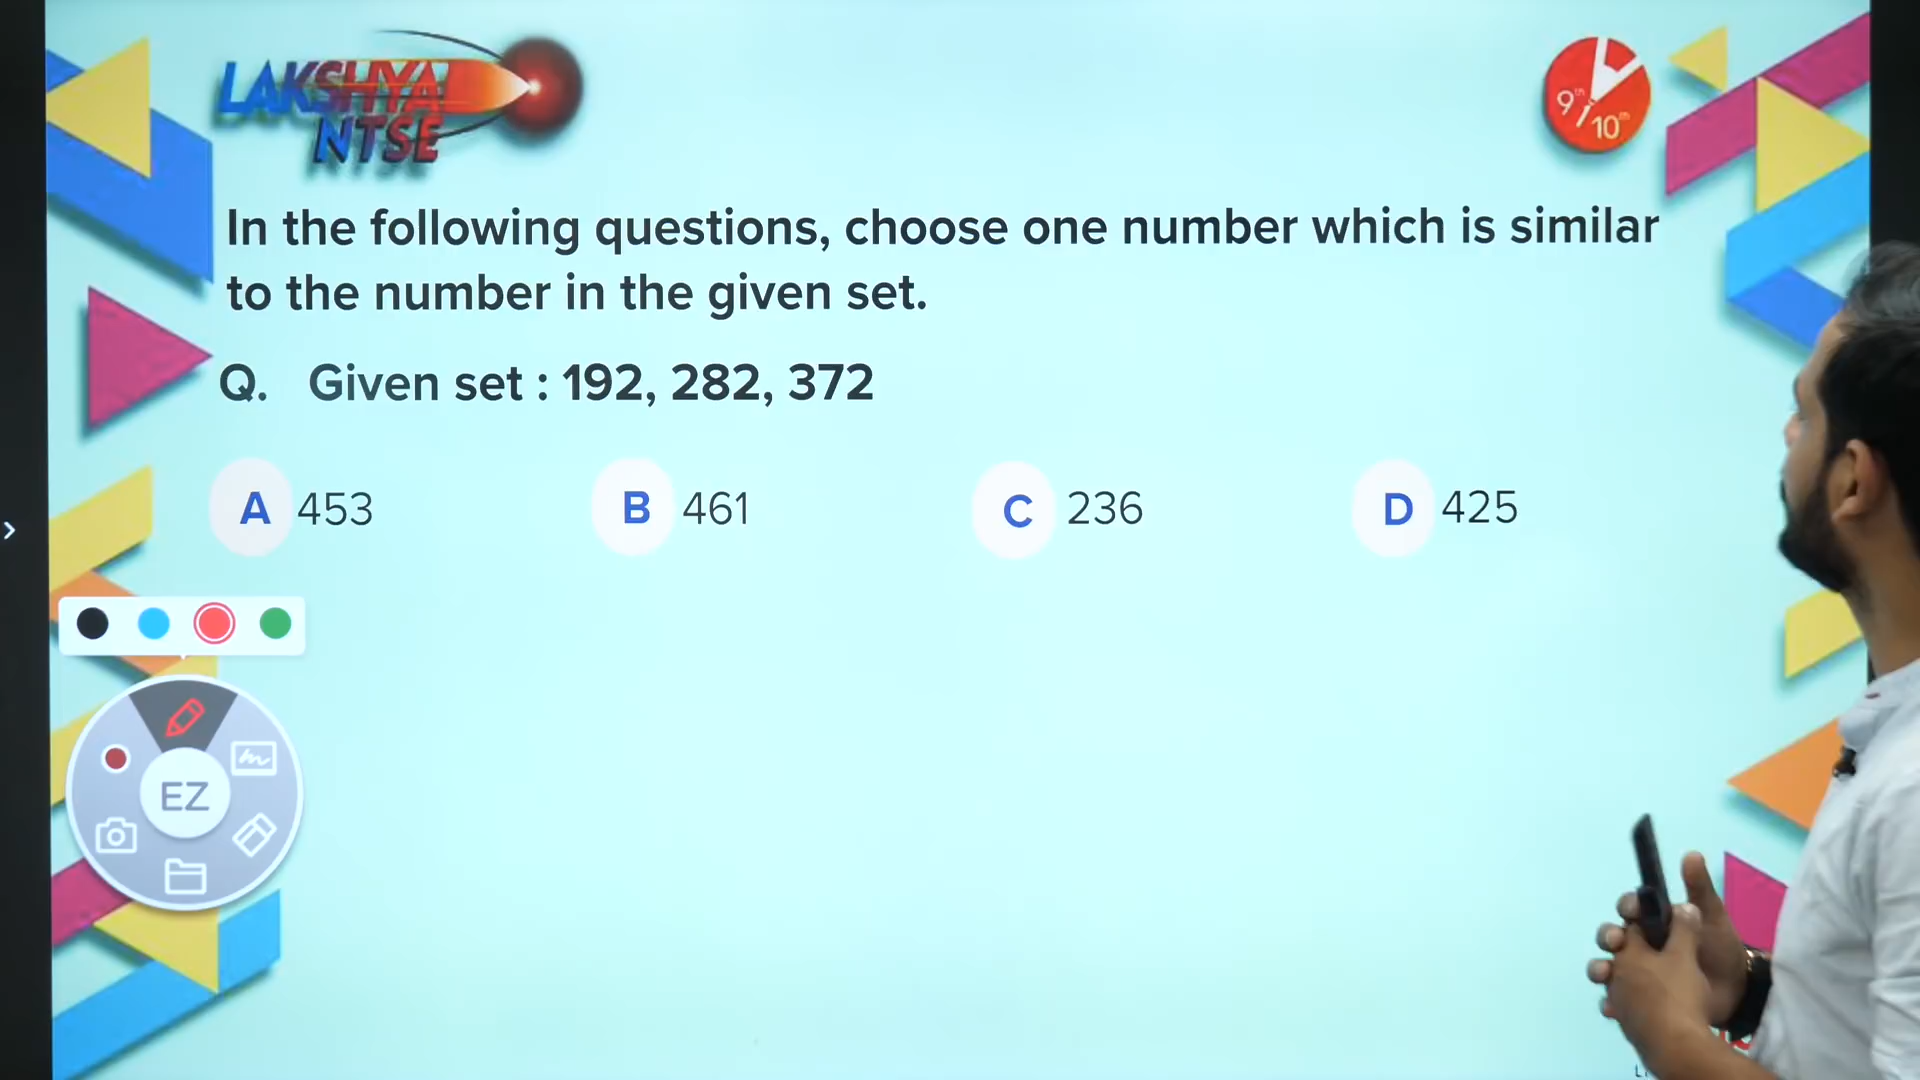 LAKSHYA
NTSE
9th/10th
In the following questions, choose one number which is similar
to the number in the given set.
Q. Given set : 192, 282, 372
A 453
B 461
C 236
D 425
EZ